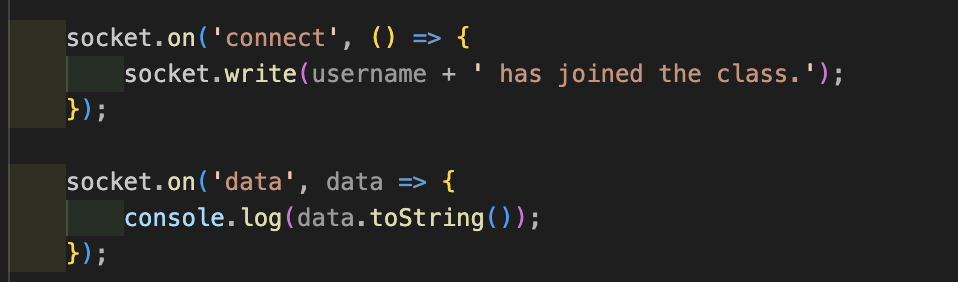 socket.on('connect', () => {
    socket.write(username + ' has joined the class.');
});

socket.on('data', data => {
    console.log(data.toString());
});